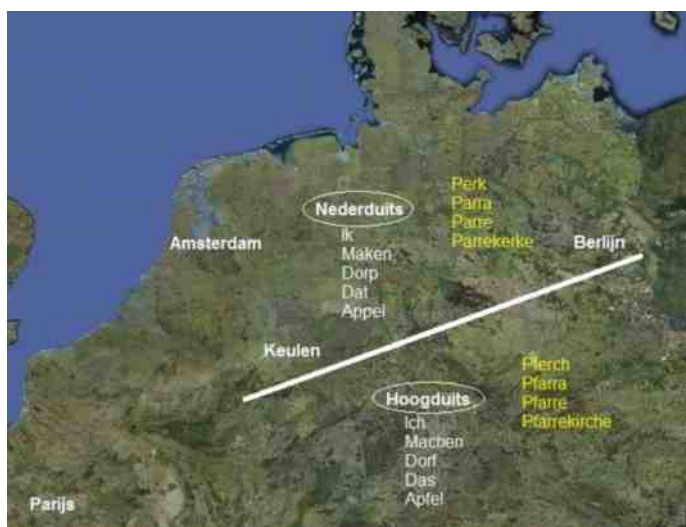 Perk
Parra
Parre
Parrekerke
Nederduits
Ik
Maken
Dorp
Dat
Appel
Amsterdam
Berlijn
Keulen
Pferch
Pfarra
Pfarre
Pfarrekirche
Hoogduits
Ich
Machen
Dorf
Das
Apfel
Parijs